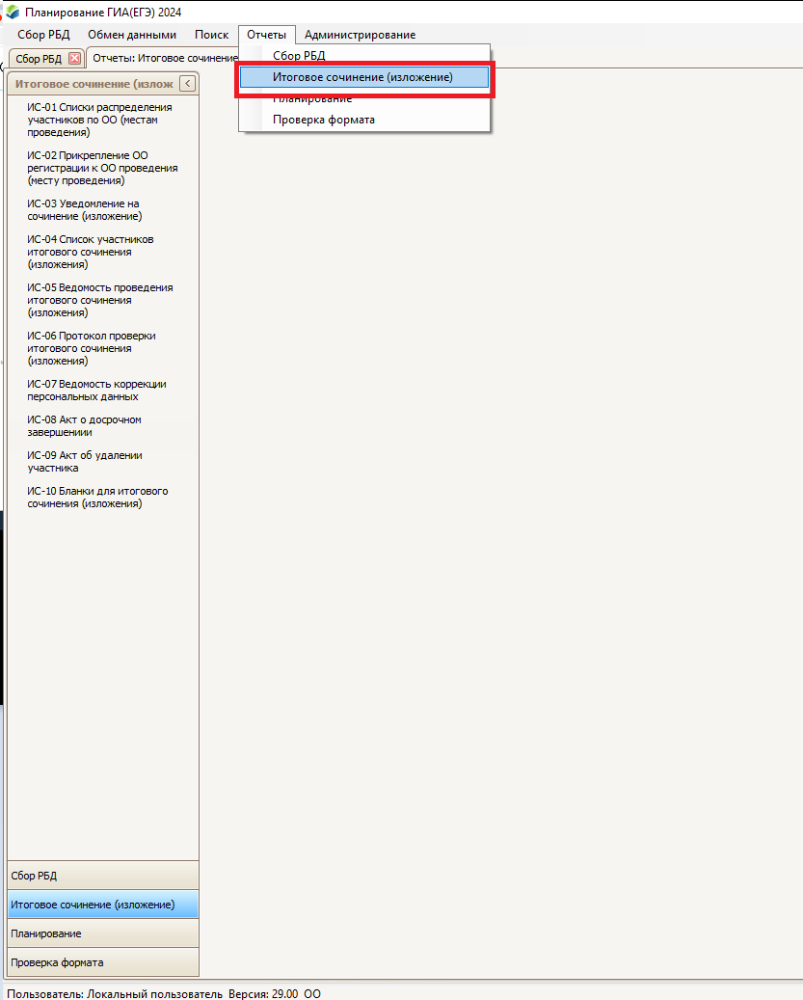 Планирование ГИА(ЕГЭ) 2024
Сбор РБД Обмен данными Поиск Отчеты Администрирование
Сбор РБД Отчеты: Итоговое сочинение
Сбор РБД
Итоговое сочинение (изложение)
Планирование
Проверка формата
Итоговое сочинение (излож <
ИС-01 Списки распределения
участников по ОО (местам
проведения)
ИС-02 Прикрепление ОО
регистрации к ОО проведения
(месту проведения)
ИС-03 Уведомление на
сочинение (изложение)
ИС-04 Список участников
итогового сочинения
(изложения)
ИС-05 Ведомость проведения
итогового сочинения
(изложения)
ИС-06 Протокол проверки
итогового сочинения
(изложения)
ИС-07 Ведомость коррекции
персональных данных
ИС-08 Акт о досрочном
завершениии
ИС-09 Акт об удалении
участника
ИС-10 Бланки для итогового
сочинения (изложения)
Сбор РБД
Итоговое сочинение (изложение)
Планирование
Проверка формата
Пользователь: Локальный пользователь Версия: 29.00 ОО